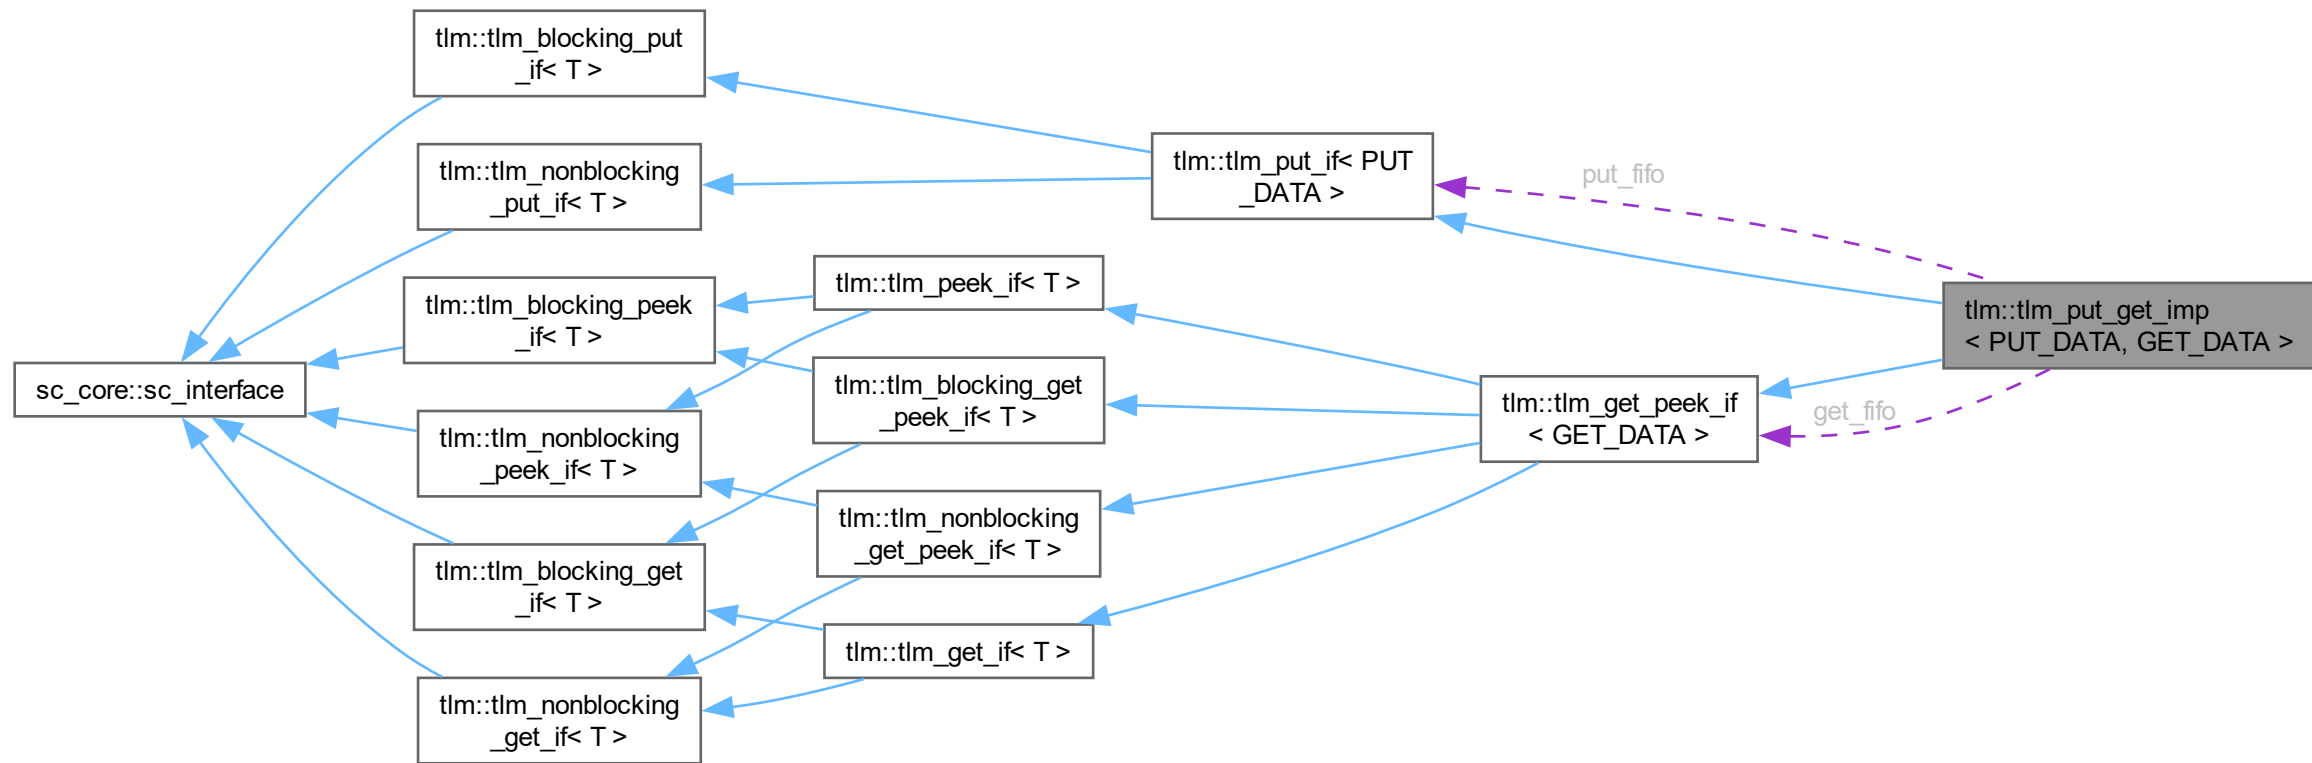 tlm::tlm_blocking_put
_if< T >
tlm::tlm_nonblocking
_put_if< T >
tlm::tlm_put_if< PUT
_DATA >
put_fifo
tlm::tlm_peek_if< T >
tlm::tlm_blocking_peek
_if< T >
tlm::tlm_put_get_imp
< PUT_DATA, GET_DATA >
sc_core::sc_interface
tlm::tlm_blocking_get
_peek_if< T >
tlm::tlm_get_peek_if
< GET_DATA >
get_fifo
tlm::tlm_nonblocking
_peek_if< T >
tlm::tlm_nonblocking
_get_peek_if< T >
tlm::tlm_blocking_get
_if< T >
tlm::tlm_get_if< T >
tlm::tlm_nonblocking
_get_if< T >